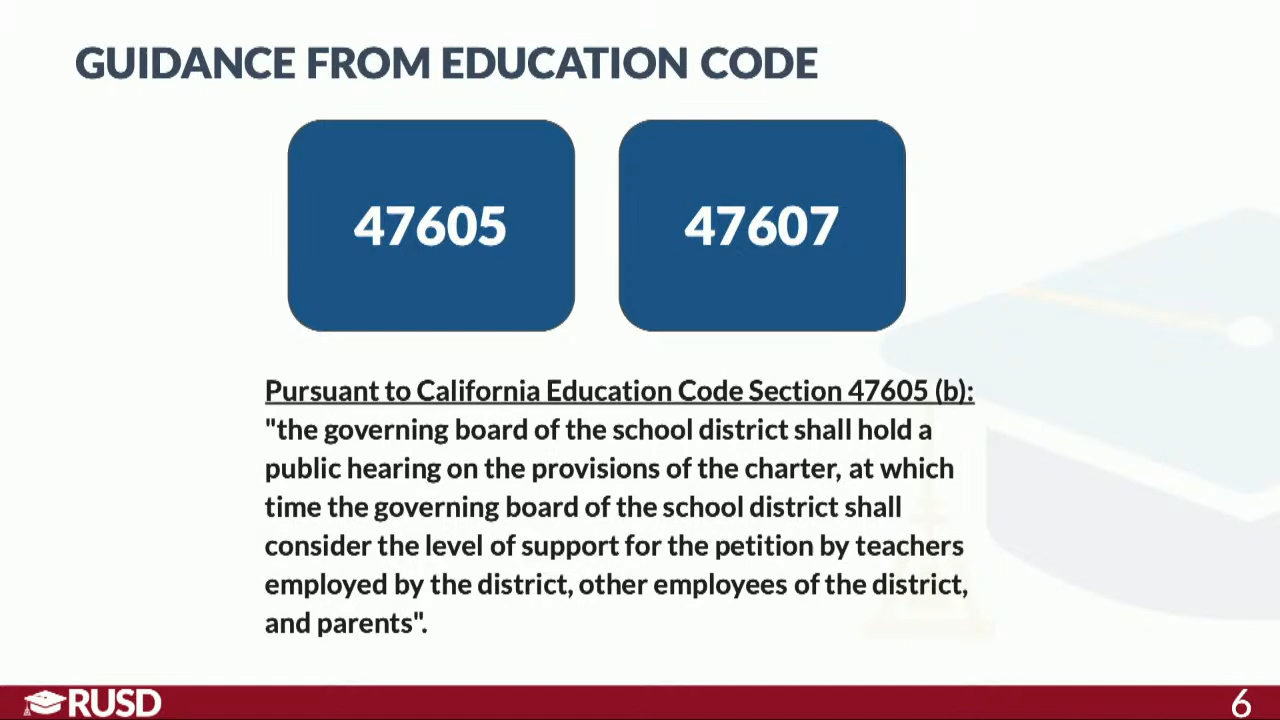 GUIDANCE FROM EDUCATION CODE
47605
47607
Pursuant to California Education Code Section 47605 (b):
"the governing board of the school district shall hold a
public hearing on the provisions of the charter, at which
time the governing board of the school district shall
consider the level of support for the petition by teachers
employed by the district, other employees of the district,
and parents".
RUSD
6